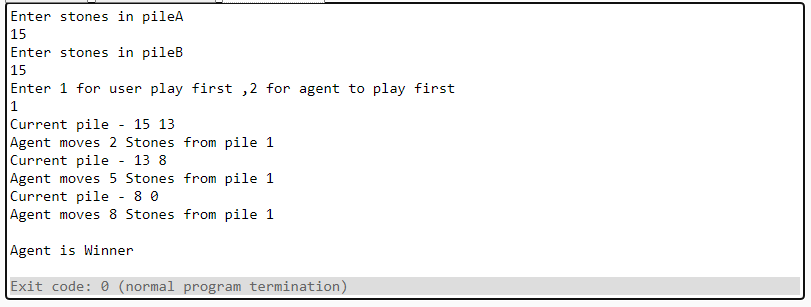 Enter stones in pileA
15
Enter stones in pileB
15
Enter 1 for user play first ,2 for agent to play first
1
Current pile - 15 13
Agent moves 2 Stones from pile 1
Current pile - 13 8
Agent moves 5 Stones from pile 1
Current pile - 8 0
Agent moves 8 Stones from pile 1
Agent is Winner
Exit code: 0 (normal program termination)